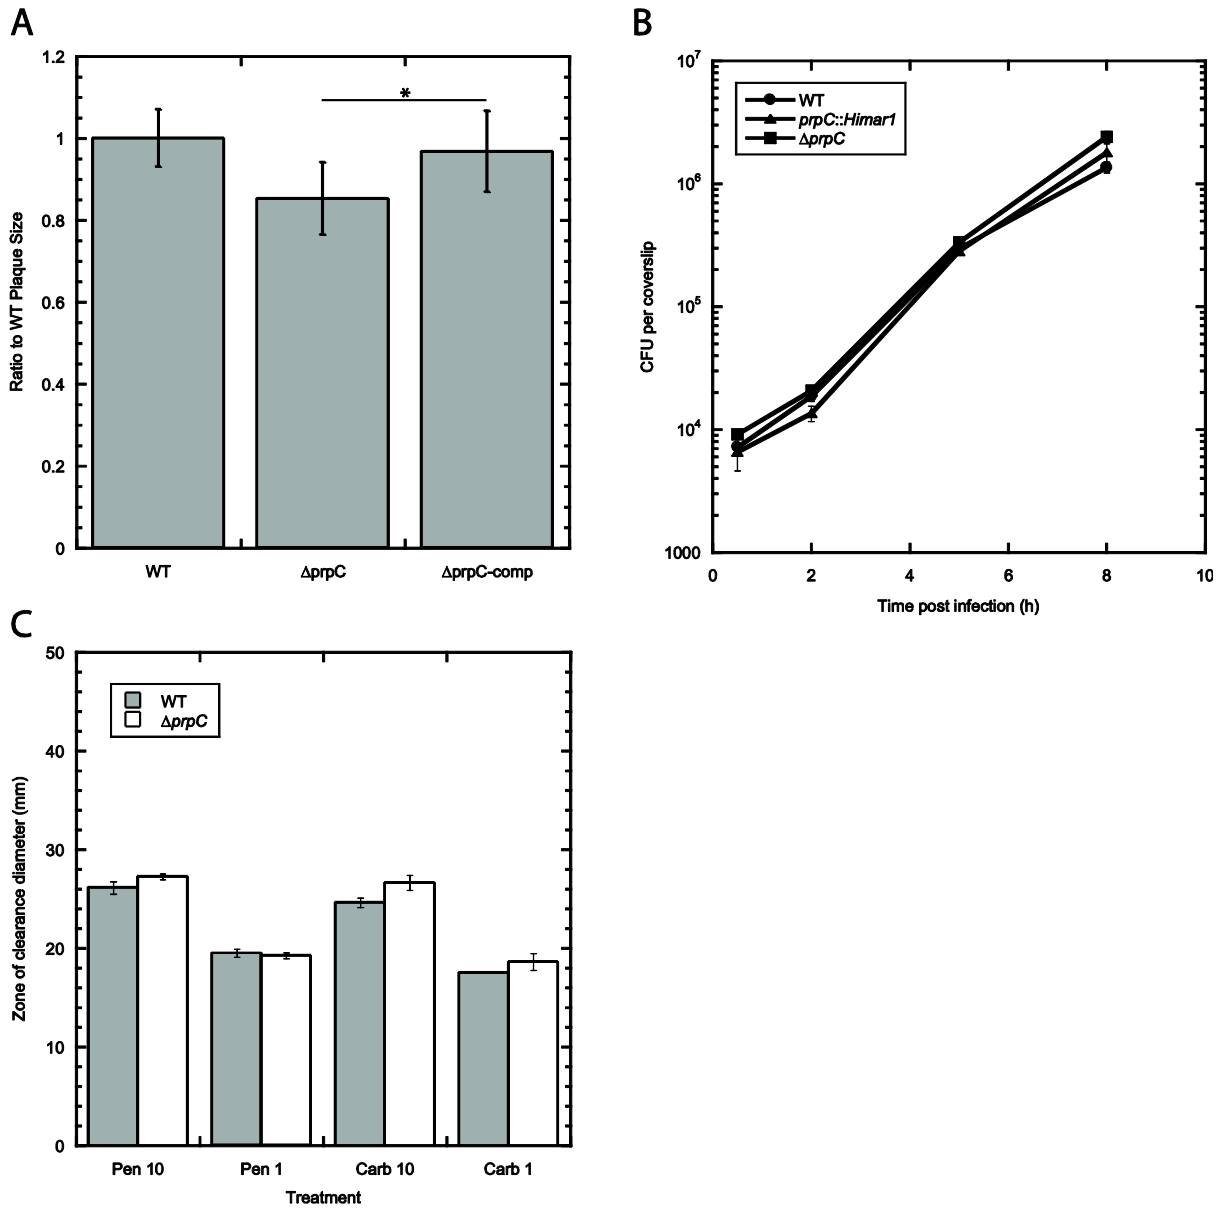 A
1.2
1
0.8
0.6
0.4
0.2
0
Ratio to WT Plaque Size
*
WT
ΔprpC
ΔprpC-comp
B
10⁷
10⁶
10⁵
10⁴
1000
CFU per coverslip
WT
prpC::Himar1
ΔprpC
0 2 4 6 8 10
Time post infection (h)
C
50
40
30
20
10
0
Zone of clearance diameter (mm)
WT
ΔprpC
Pen 10
Pen 1
Carb 10
Carb 1
Treatment